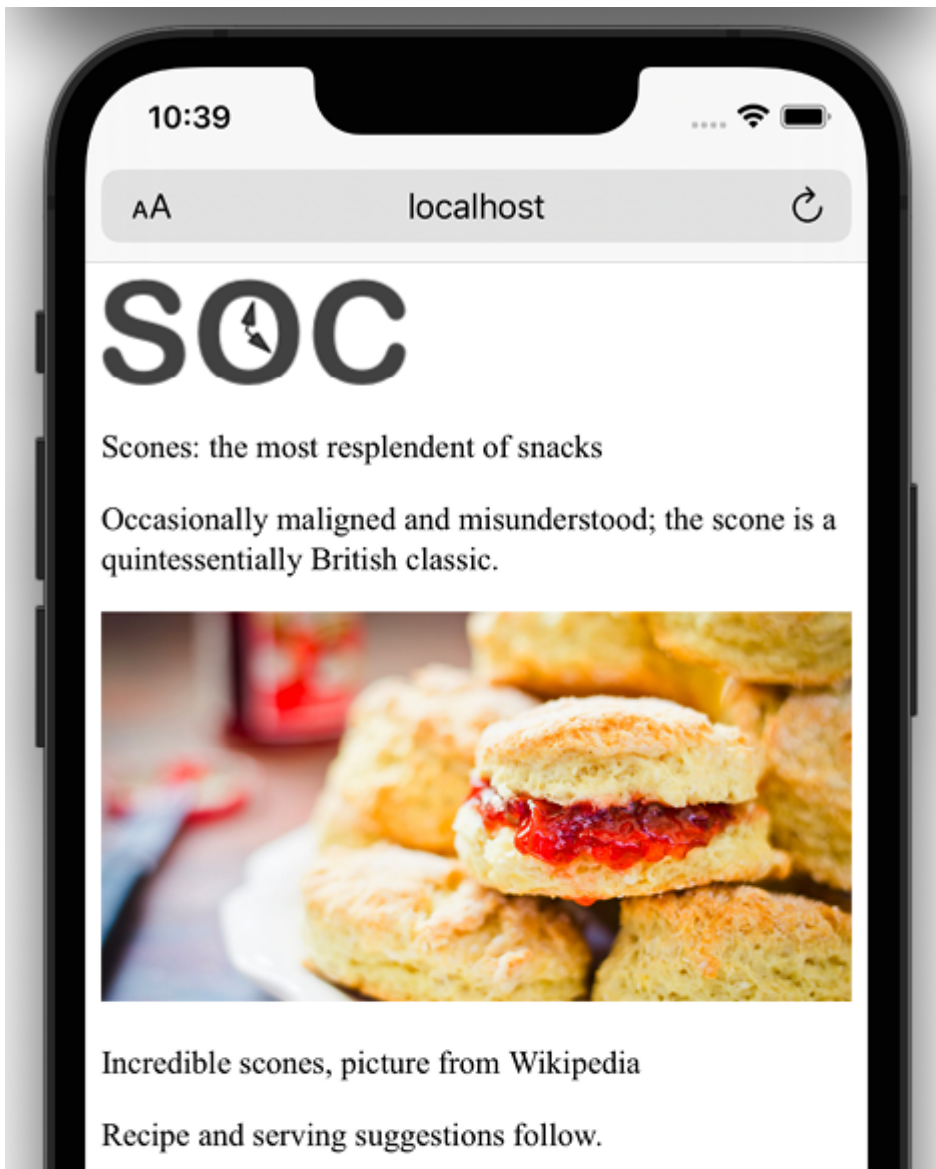 10:39
AA
localhost
SOC
Scones: the most resplendent of snacks
Occasionally maligned and misunderstood; the scone is a
quintessentially British classic.
Incredible scones, picture from Wikipedia
Recipe and serving suggestions follow.